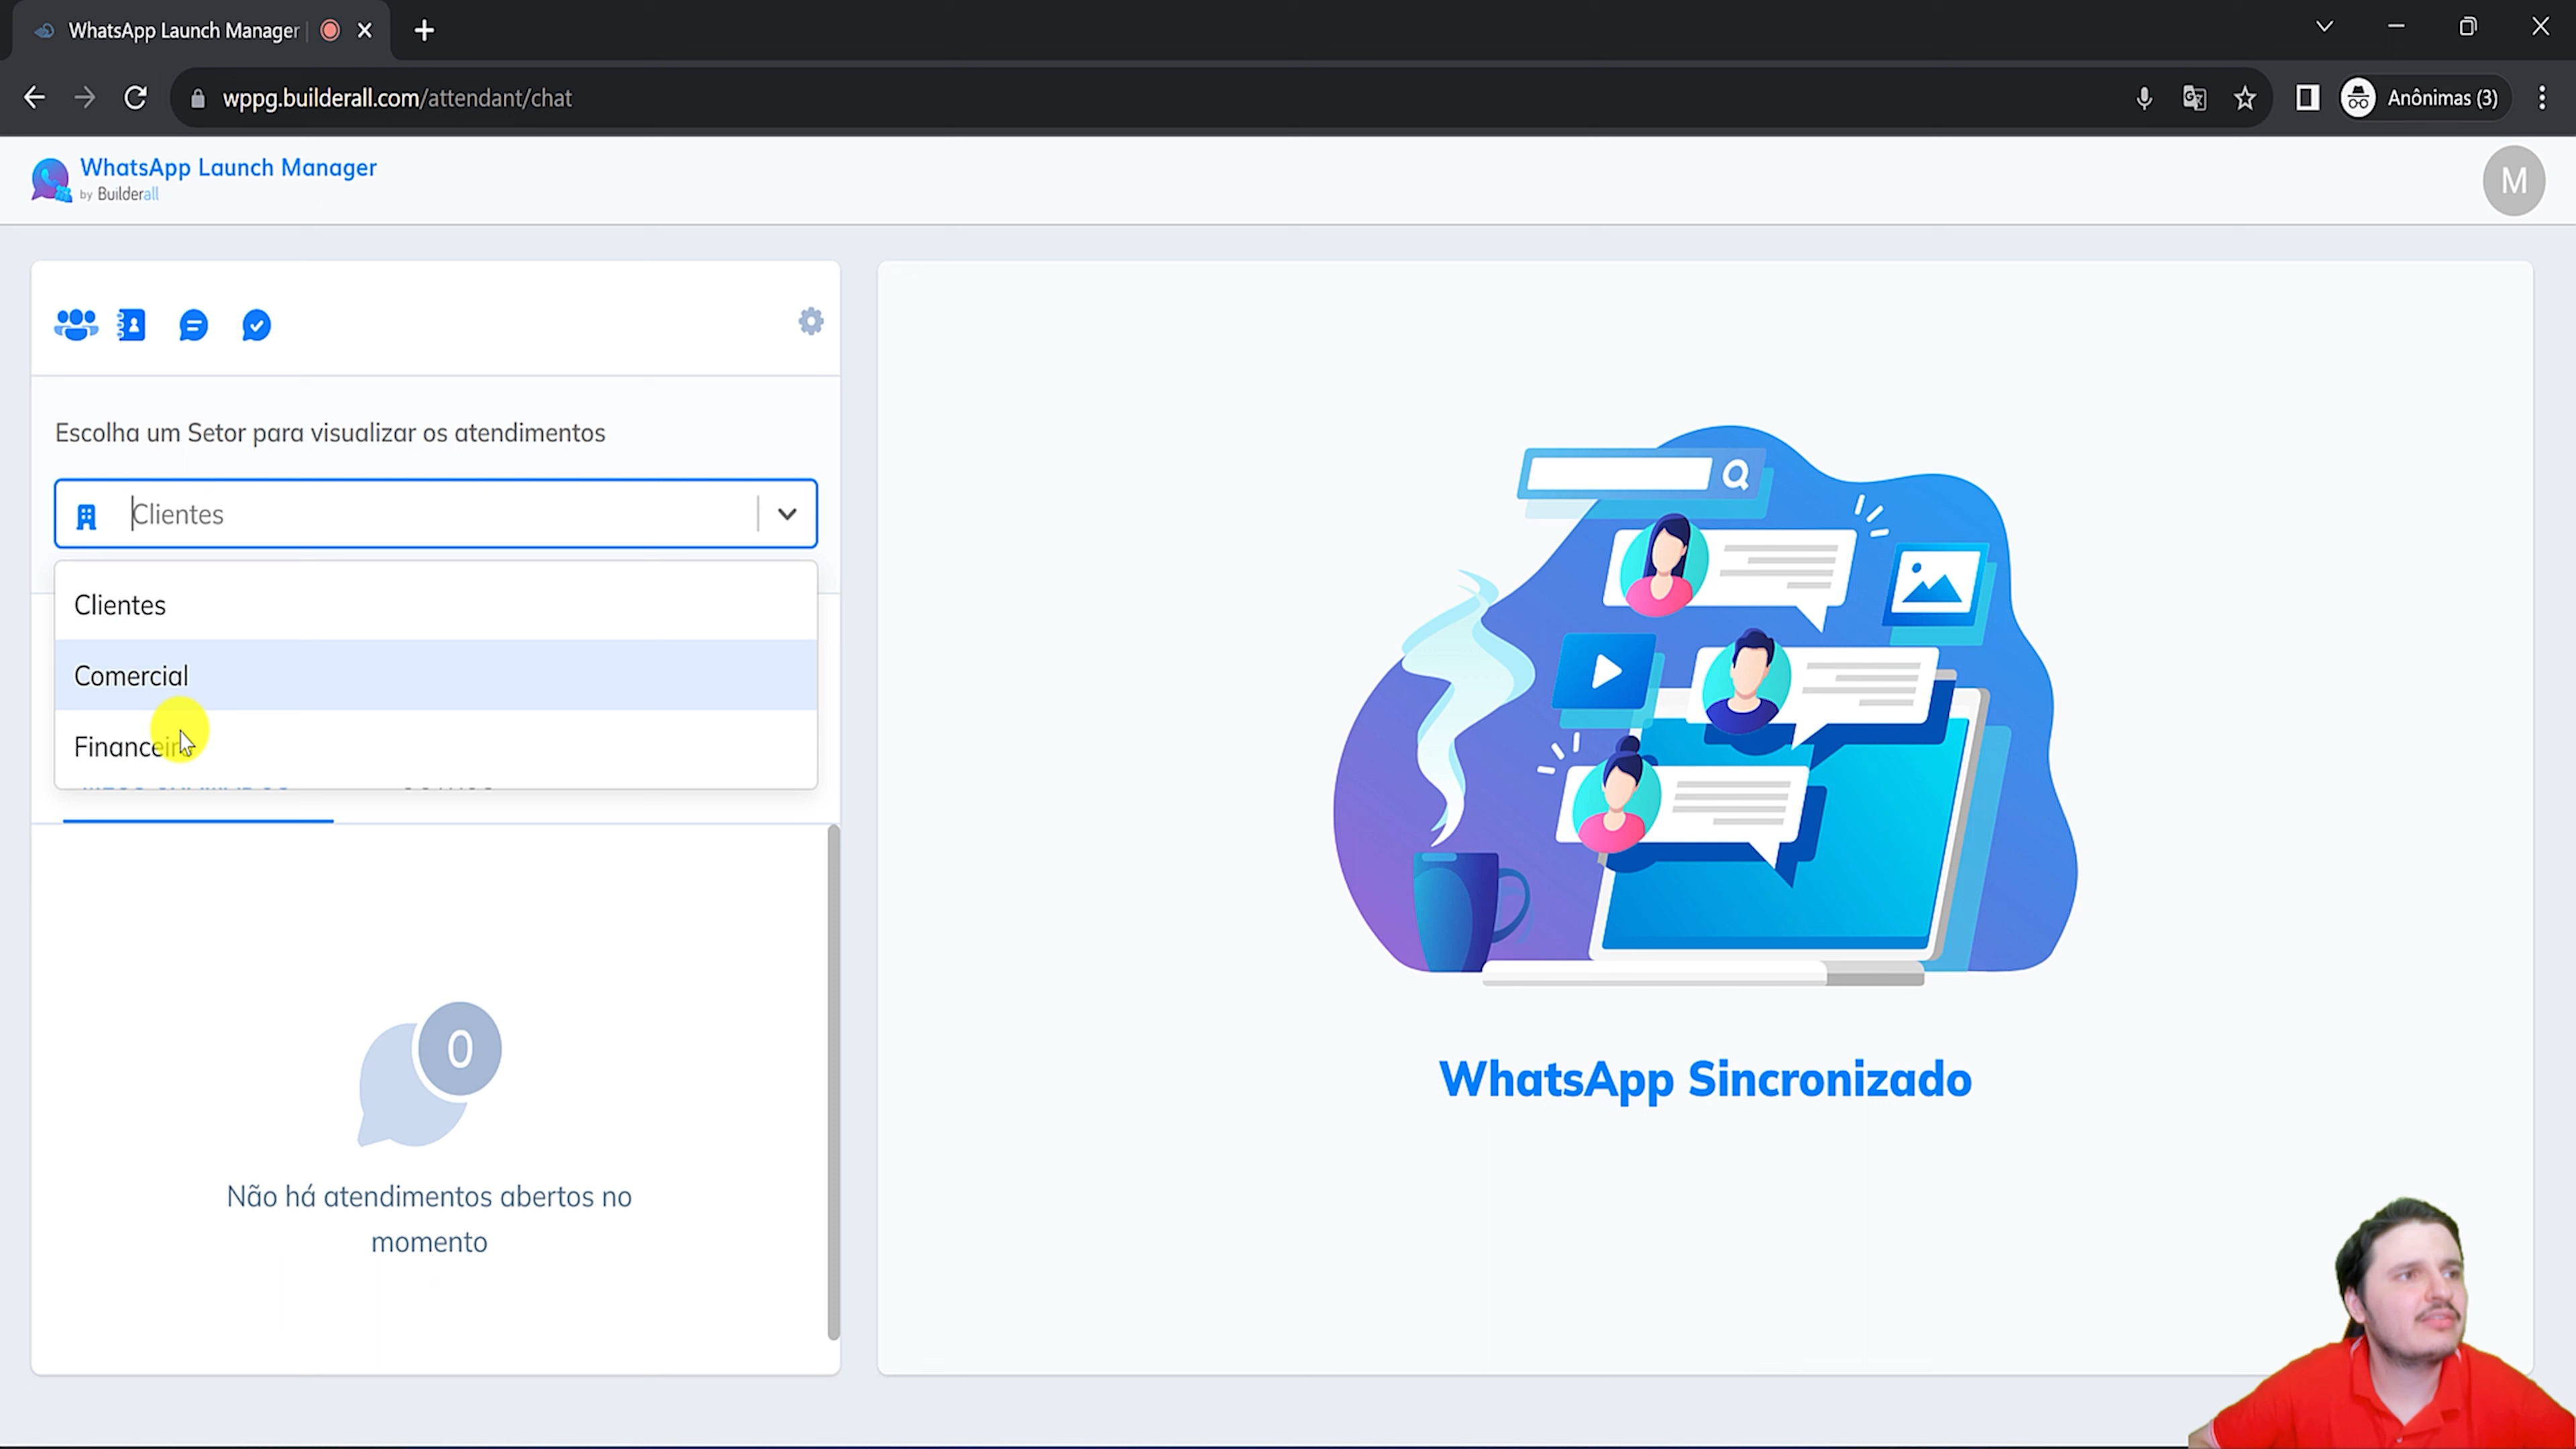 WhatsApp Launch Manager
wppg.builderall.com/attendant/chat
Anônimas (3)
WhatsApp Launch Manager
by Builderall
M
Escolha um Setor para visualizar os atendimentos
Clientes
Clientes
Comercial
0
Não há atendimentos abertos no
momento
WhatsApp Sincronizado